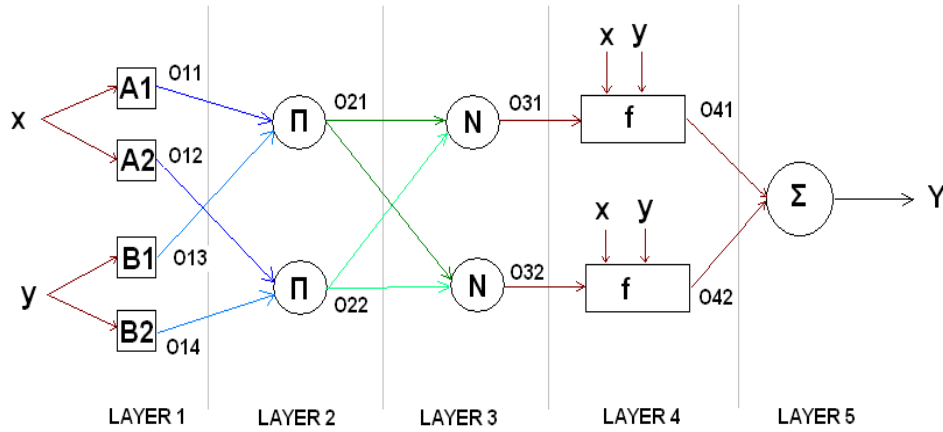 x y
O11 O21 O31 O41
A1 Π N f
x
A2 O12
Σ Y
x y
B1 O13
O32
y Π N f
O22 O42
B2 O14
LAYER 1 LAYER 2 LAYER 3 LAYER 4 LAYER 5